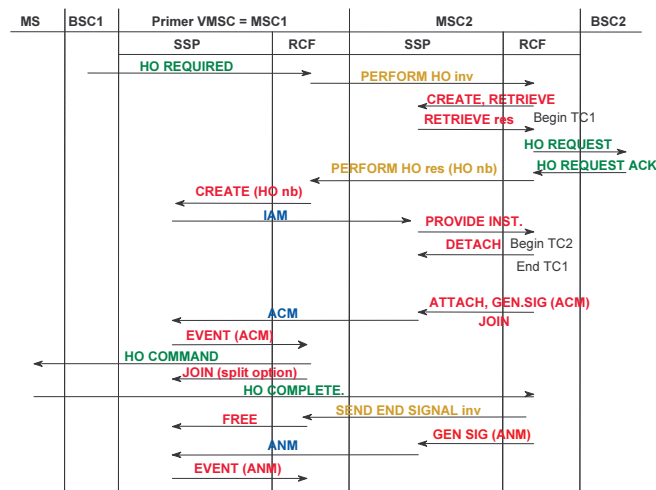 MS BSC1 Primer VMSC = MSC1 MSC2 BSC2
SSP RCF SSP RCF
HO REQUIRED
PERFORM HO inv
CREATE, RETRIEVE
RETRIEVE res Begin TC1
HO REQUEST
PERFORM HO res (HO nb) HO REQUEST ACK
CREATE (HO nb)
IAM PROVIDE INST.
DETACH Begin TC2
End TC1
ATTACH, GEN.SIG (ACM)
ACM JOIN
EVENT (ACM)
HO COMMAND
JOIN (split option)
HO COMPLETE.
SEND END SIGNAL inv
FREE
GEN SIG (ANM)
ANM
EVENT (ANM)